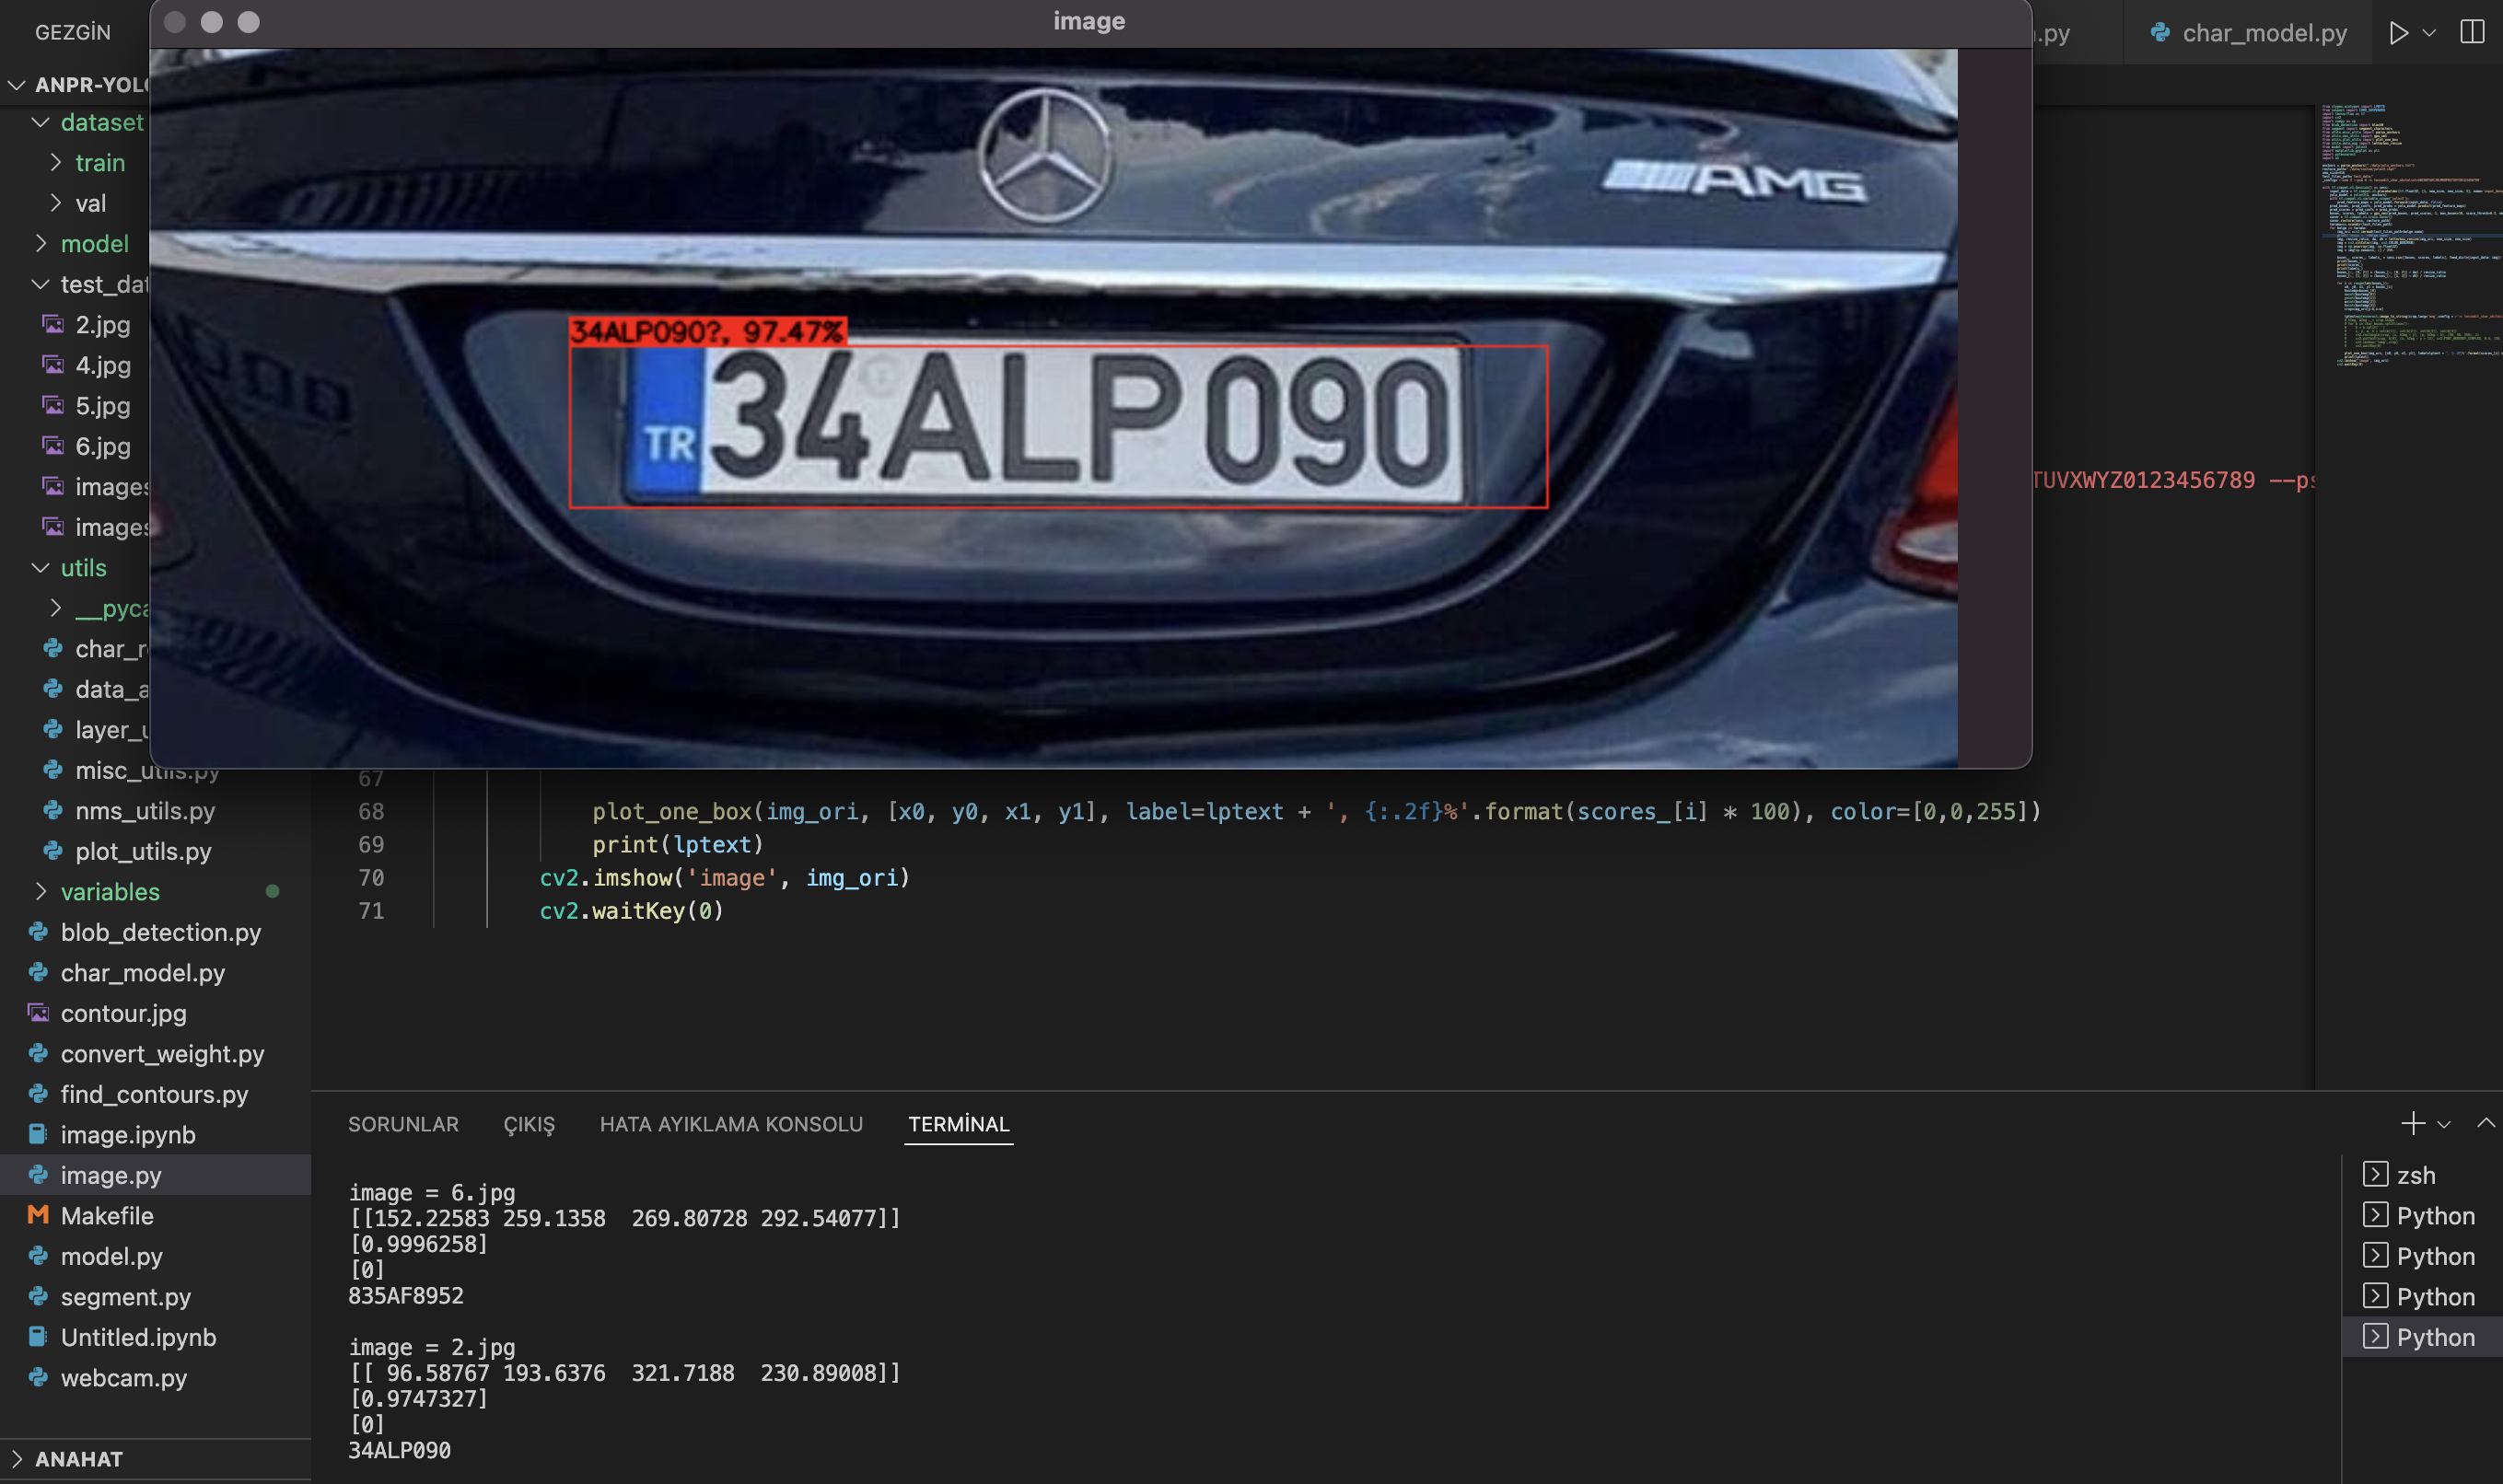 GEZGİN
image
.py
char_model.py
ANPR-YOL
dataset
train
val
model
test_dat
2.jpg
4.jpg
5.jpg
6.jpg
images
images
utils
__pyca
char_r
data_a
layer_u
misc_utils.py
nms_utils.py
plot_utils.py
variables
blob_detection.py
char_model.py
contour.jpg
convert_weight.py
find_contours.py
image.ipynb
image.py
Makefile
model.py
segment.py
Untitled.ipynb
webcam.py
ANAHAT
AMG
34ALP090?, 97.47%
TR 34ALP 090
TUVXWYZ0123456789 --ps
67
68 plot_one_box(img_ori, [x0, y0, x1, y1], label=lptext + ', {:.2f}%'.format(scores_[i] * 100), color=[0,0,255])
69 print(lptext)
70 cv2.imshow('image', img_ori)
71 cv2.waitKey(0)
SORUNLAR ÇIKIŞ HATA AYIKLAMA KONSOLU TERMİNAL
image = 6.jpg
[[152.22583 259.1358 269.80728 292.54077]]
[0.9996258]
[0]
835AF8952
image = 2.jpg
[[ 96.58767 193.6376 321.7188 230.89008]]
[0.9747327]
[0]
34ALP090
zsh
Python
Python
Python
Python